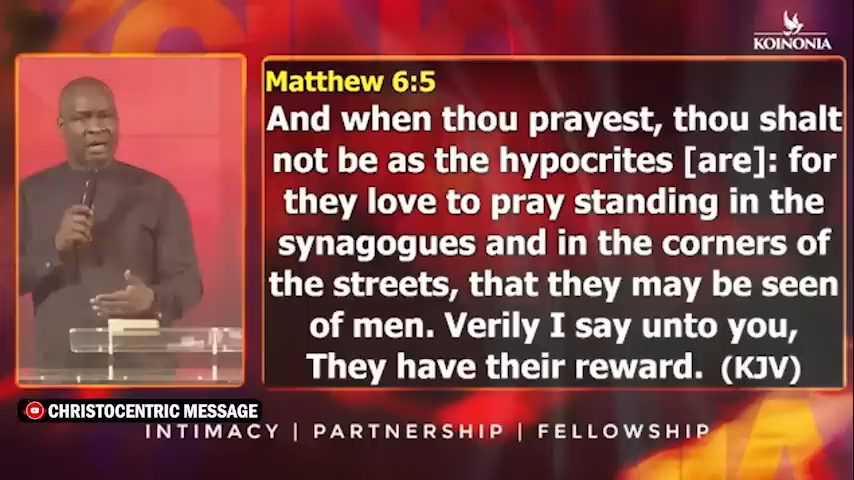 KOINONIA
Matthew 6:5
And when thou prayest, thou shalt
not be as the hypocrites [are]: for
they love to pray standing in the
synagogues and in the corners of
the streets, that they may be seen
of men. Verily I say unto you,
They have their reward. (KJV)
CHRISTOCENTRIC MESSAGE
INTIMACY | PARTNERSHIP | FELLOWSHIP